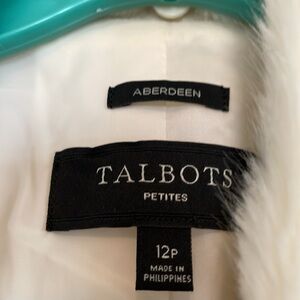 ABERDEEN
TALBOTS
PETITES
12P
MADE IN
PHILIPPINES